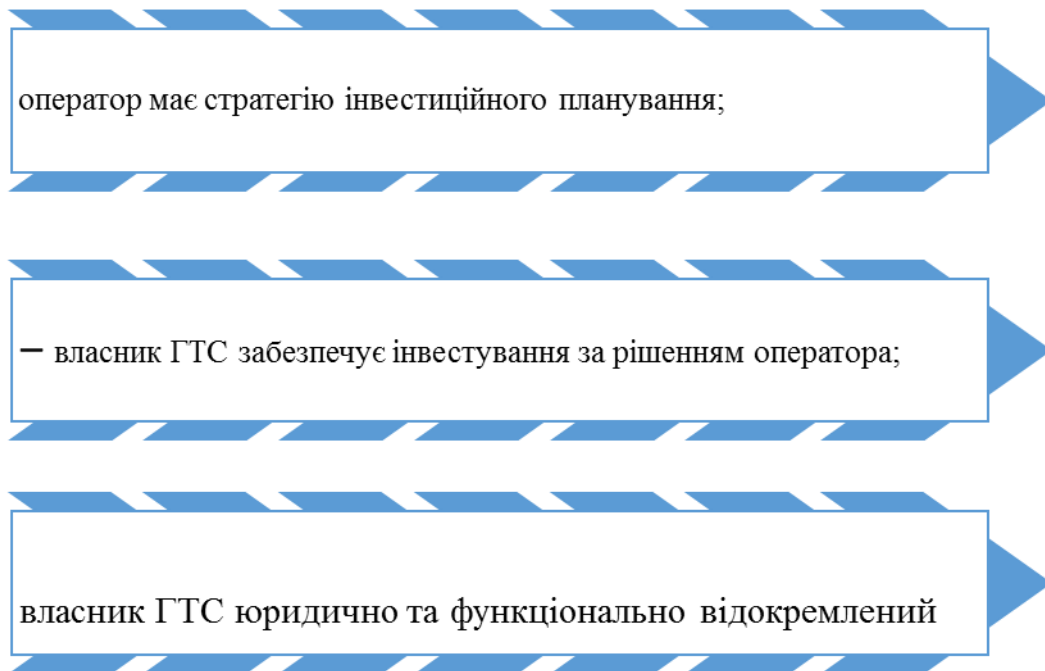 оператор має стратегію інвестиційного планування;
– власник ГТС забезпечує інвестування за рішенням оператора;
власник ГТС юридично та функціонально відокремлений